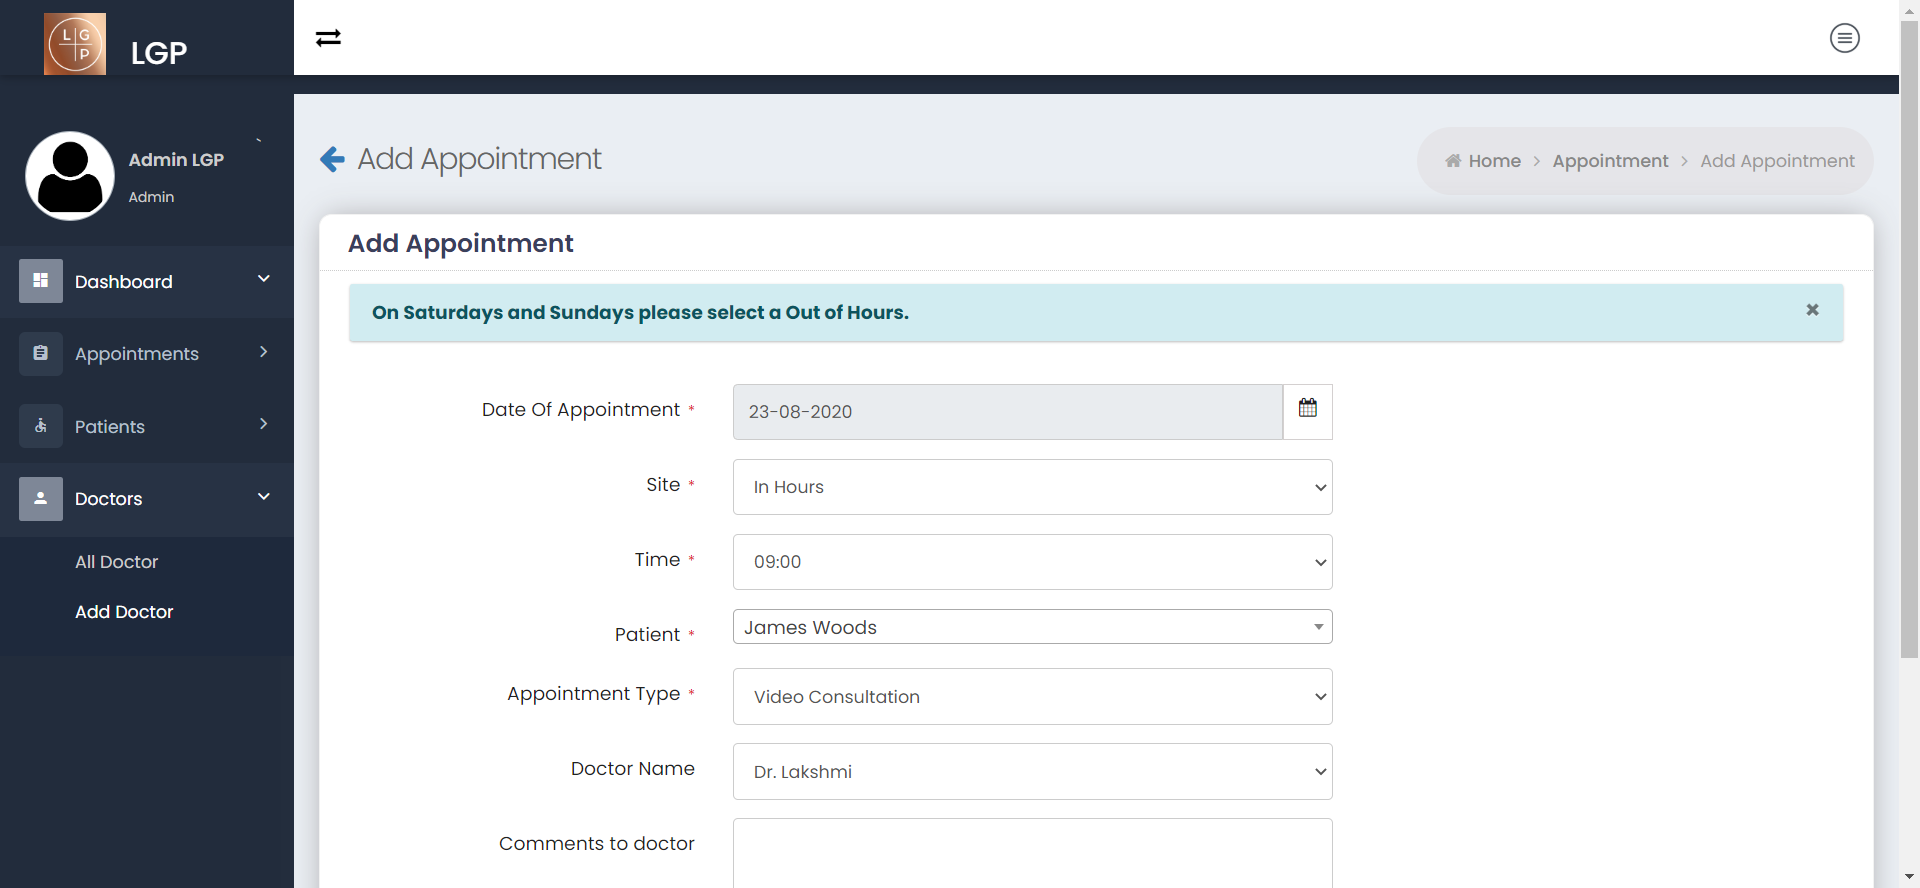 L G
P
LGP
Admin LGP
Admin
Dashboard
Appointments
Patients
Doctors
All Doctor
Add Doctor
Add Appointment
Home > Appointment > Add Appointment
Add Appointment
On Saturdays and Sundays please select a Out of Hours.
×
Date Of Appointment * 23-08-2020
Site * In Hours
Time * 09:00
Patient * James Woods
Appointment Type * Video Consultation
Doctor Name Dr. Lakshmi
Comments to doctor